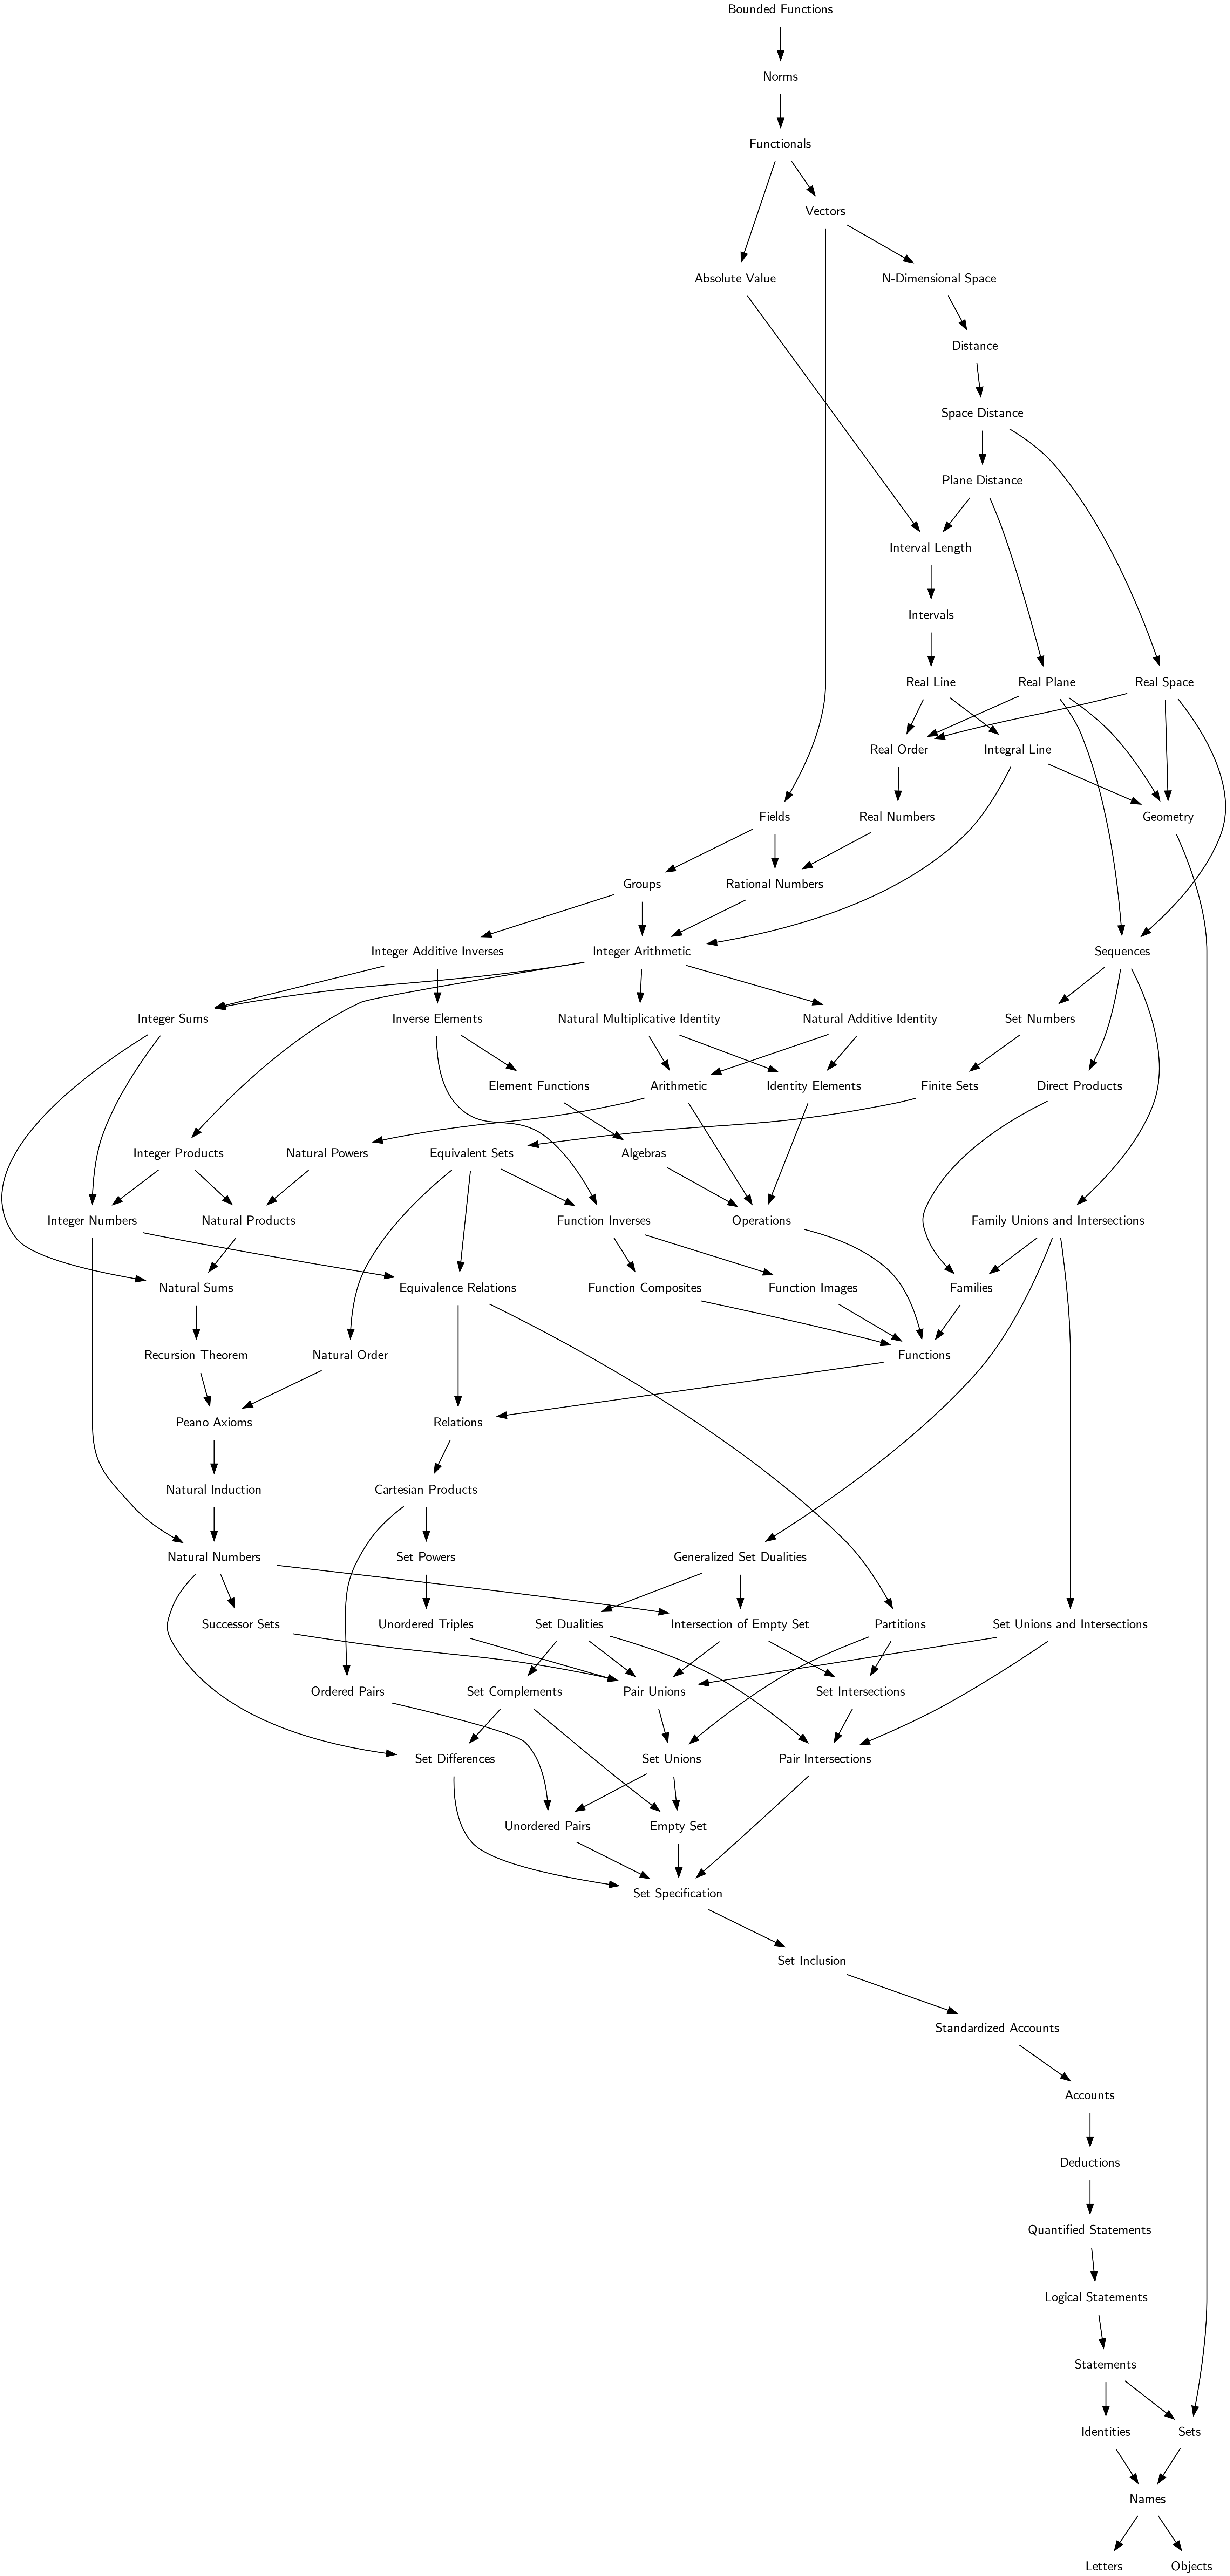 Bounded Functions
Norms
Functionals
Vectors
Absolute Value
N-Dimensional Space
Distance
Space Distance
Plane Distance
Interval Length
Intervals
Real Line
Real Plane
Real Space
Real Order
Integral Line
Fields
Real Numbers
Geometry
Groups
Rational Numbers
Integer Additive Inverses
Integer Arithmetic
Sequences
Integer Sums
Inverse Elements
Natural Multiplicative Identity
Natural Additive Identity
Set Numbers
Element Functions
Arithmetic
Identity Elements
Finite Sets
Direct Products
Integer Products
Natural Powers
Equivalent Sets
Algebras
Integer Numbers
Natural Products
Function Inverses
Operations
Family Unions and Intersections
Natural Sums
Equivalence Relations
Function Composites
Function Images
Families
Recursion Theorem
Natural Order
Functions
Peano Axioms
Relations
Natural Induction
Cartesian Products
Natural Numbers
Set Powers
Generalized Set Dualities
Successor Sets
Unordered Triples
Set Dualities
Intersection of Empty Set
Partitions
Set Unions and Intersections
Ordered Pairs
Set Complements
Pair Unions
Set Intersections
Set Differences
Set Unions
Pair Intersections
Unordered Pairs
Empty Set
Set Specification
Set Inclusion
Standardized Accounts
Accounts
Deductions
Quantified Statements
Logical Statements
Statements
Identities
Sets
Names
Letters
Objects